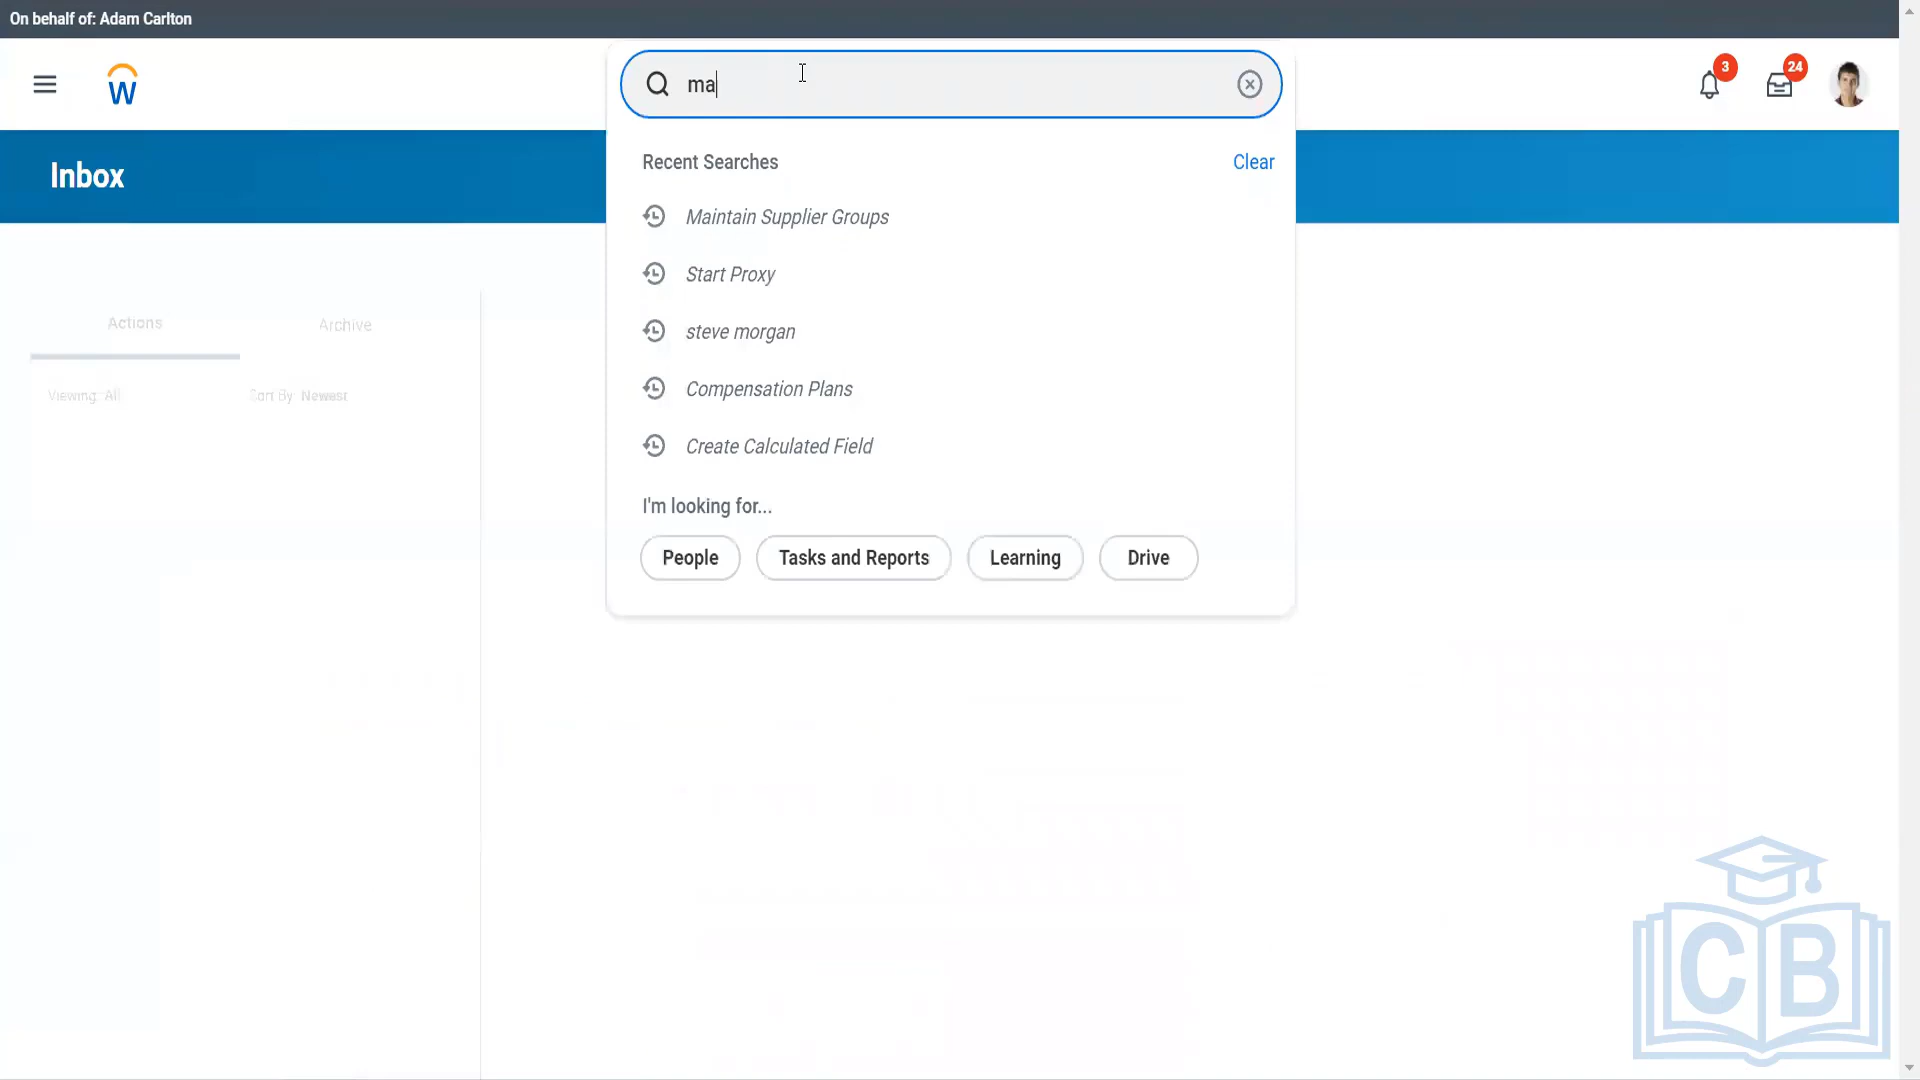 On behalf of: Adam Carlton
W
ma
3
24
Inbox
Recent Searches
Clear
Maintain Supplier Groups
Start Proxy
steve morgan
Compensation Plans
Create Calculated Field
I'm looking for...
People
Tasks and Reports
Learning
Drive
Actions
Archive
Viewing: All
Sort By: Newest
CB